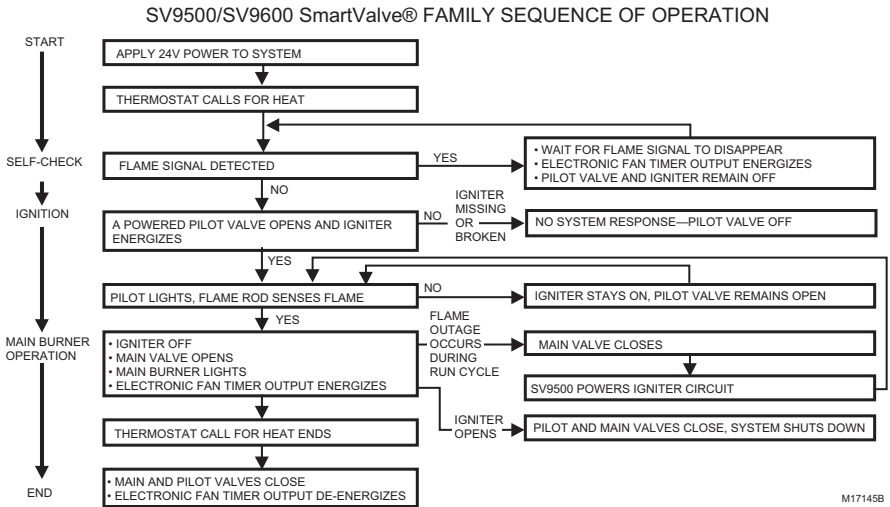 SV9500/SV9600 SmartValve® FAMILY SEQUENCE OF OPERATION
START
APPLY 24V POWER TO SYSTEM
THERMOSTAT CALLS FOR HEAT
SELF-CHECK
FLAME SIGNAL DETECTED
YES
• WAIT FOR FLAME SIGNAL TO DISAPPEAR
• ELECTRONIC FAN TIMER OUTPUT ENERGIZES
• PILOT VALVE AND IGNITER REMAIN OFF
NO
IGNITION
A POWERED PILOT VALVE OPENS AND IGNITER
ENERGIZES
NO
IGNITER
MISSING
OR
BROKEN
NO SYSTEM RESPONSE—PILOT VALVE OFF
YES
PILOT LIGHTS, FLAME ROD SENSES FLAME
NO
IGNITER STAYS ON, PILOT VALVE REMAINS OPEN
YES
MAIN BURNER
OPERATION
• IGNITER OFF
• MAIN VALVE OPENS
• MAIN BURNER LIGHTS
• ELECTRONIC FAN TIMER OUTPUT ENERGIZES
FLAME
OUTAGE
OCCURS
DURING
RUN CYCLE
MAIN VALVE CLOSES
SV9500 POWERS IGNITER CIRCUIT
IGNITER
OPENS
PILOT AND MAIN VALVES CLOSE, SYSTEM SHUTS DOWN
THERMOSTAT CALL FOR HEAT ENDS
END
• MAIN AND PILOT VALVES CLOSE
• ELECTRONIC FAN TIMER OUTPUT DE-ENERGIZES
M17145B